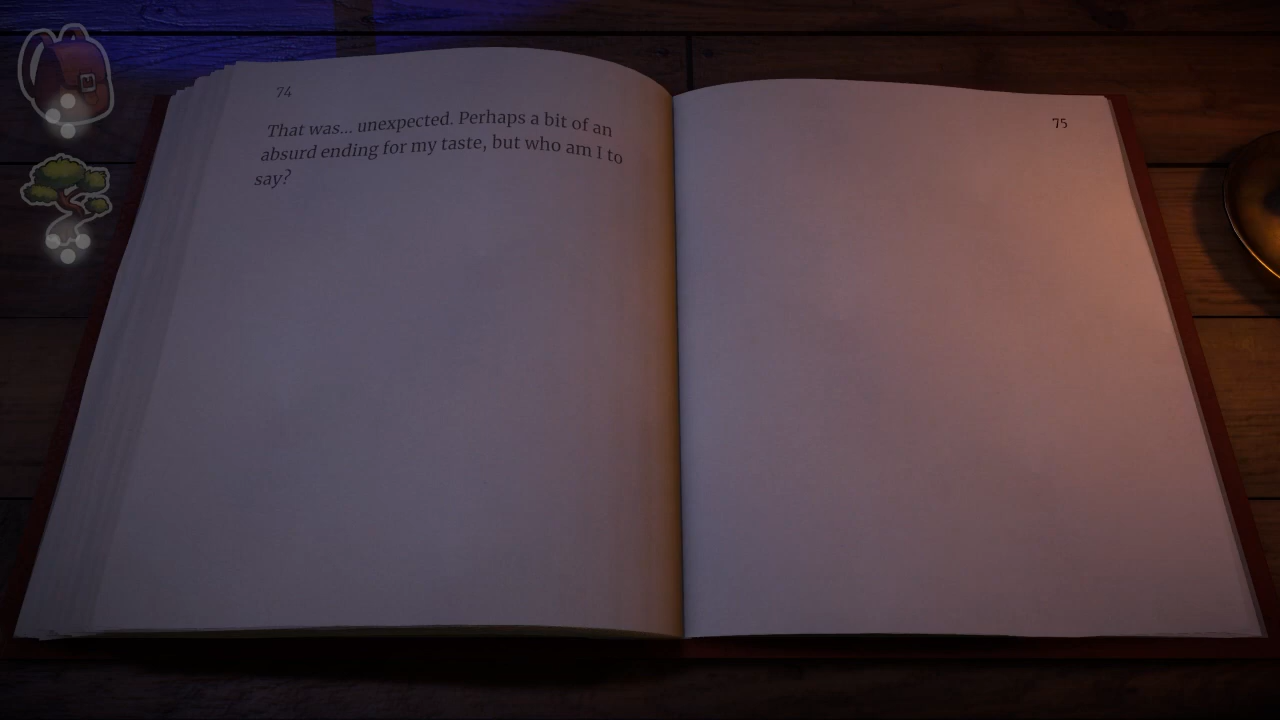 74
That was... unexpected. Perhaps a bit of an
absurd ending for my taste, but who am I to
say?
75